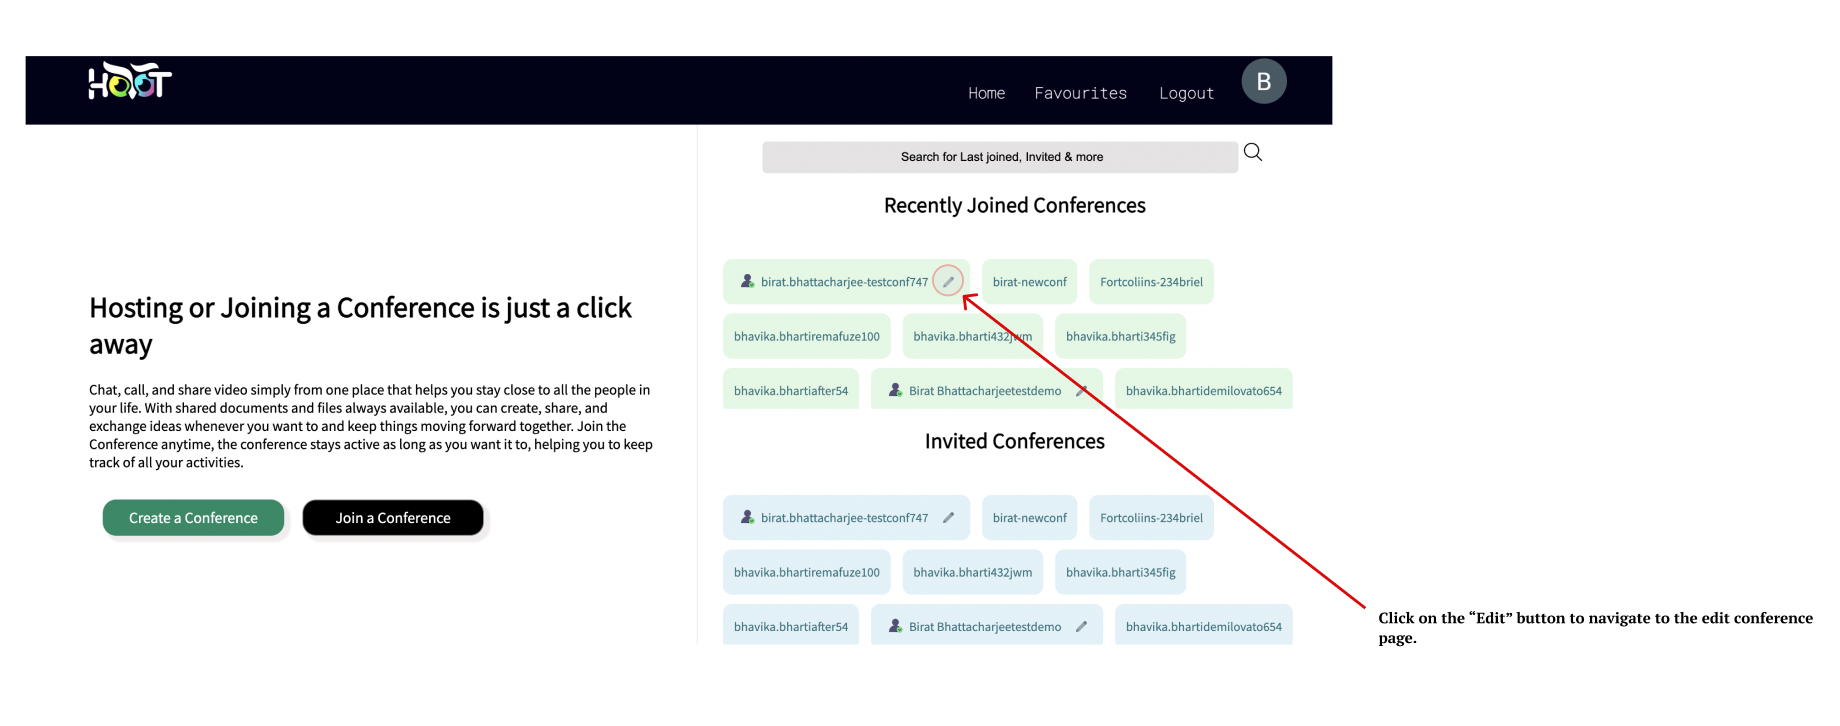 HOOT
Home Favourites Logout B
Search for Last joined, Invited & more
Recently Joined Conferences
birat.bhattacharjee-testconf747 birat-newconf Fortcoliins-234briel
bhavika.bhartiremafuze100 bhavika.bharti432jwm bhavika.bharti345fig
bhavika.bhartiafter54 Birat Bhattacharjeetestdemo bhavika.bhartidemilovato654
Hosting or Joining a Conference is just a click
away
Chat, call, and share video simply from one place that helps you stay close to all the people in
your life. With shared documents and files always available, you can create, share, and
exchange ideas whenever you want to and keep things moving forward together. Join the
Conference anytime, the conference stays active as long as you want it to, helping you to keep
track of all your activities.
Create a Conference Join a Conference
Invited Conferences
birat.bhattacharjee-testconf747 birat-newconf Fortcoliins-234briel
bhavika.bhartiremafuze100 bhavika.bharti432jwm bhavika.bharti345fig
bhavika.bhartiafter54 Birat Bhattacharjeetestdemo bhavika.bhartidemilovato654
Click on the “Edit” button to navigate to the edit conference
page.